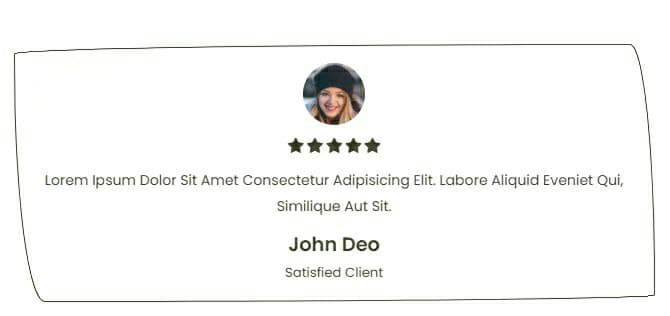 Lorem Ipsum Dolor Sit Amet Consectetur Adipisicing Elit. Labore Aliquid Eveniet Qui,
Similique Aut Sit.
John Deo
Satisfied Client